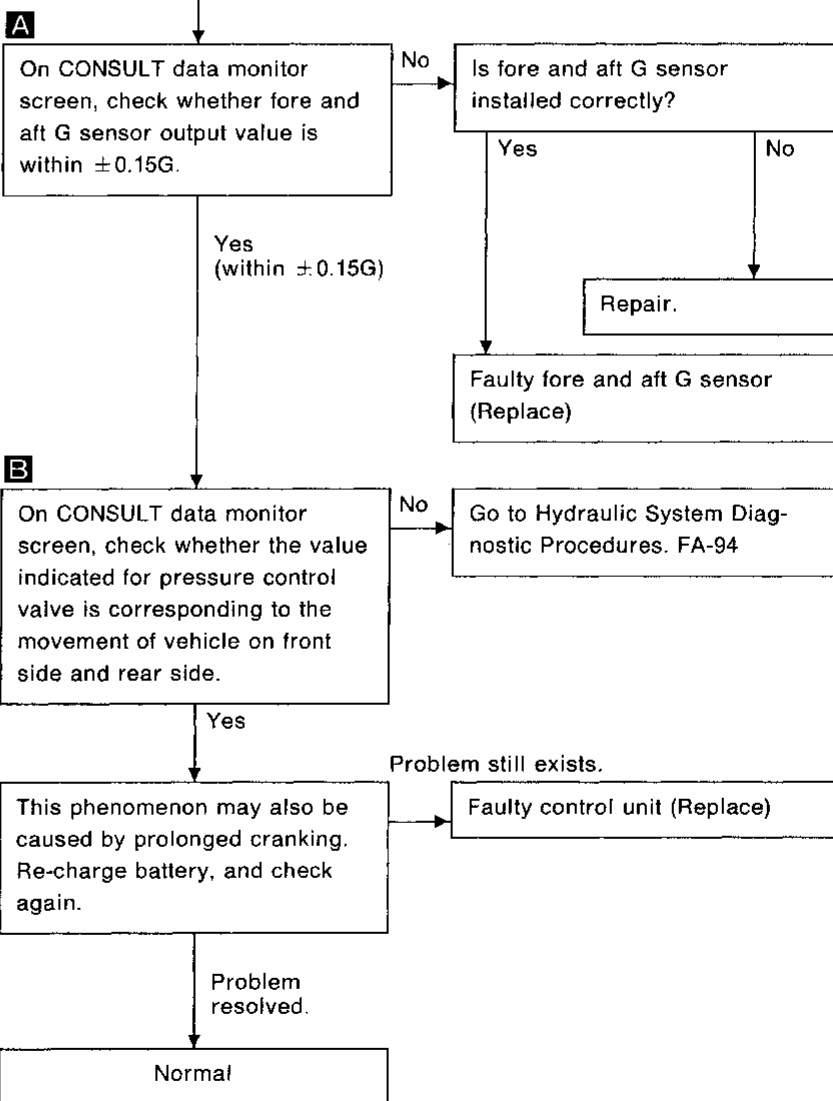 A
On CONSULT data monitor
screen, check whether fore and
aft G sensor output value is
within ±0.15G.
No
Is fore and aft G sensor
installed correctly?
Yes
No
Yes
(within ±0.15G)
Repair.
Faulty fore and aft G sensor
(Replace)
B
On CONSULT data monitor
screen, check whether the value
indicated for pressure control
valve is corresponding to the
movement of vehicle on front
side and rear side.
No
Go to Hydraulic System Diag-
nostic Procedures. FA-94
Yes
Problem still exists.
This phenomenon may also be
caused by prolonged cranking.
Re-charge battery, and check
again.
Faulty control unit (Replace)
Problem
resolved.
Normal